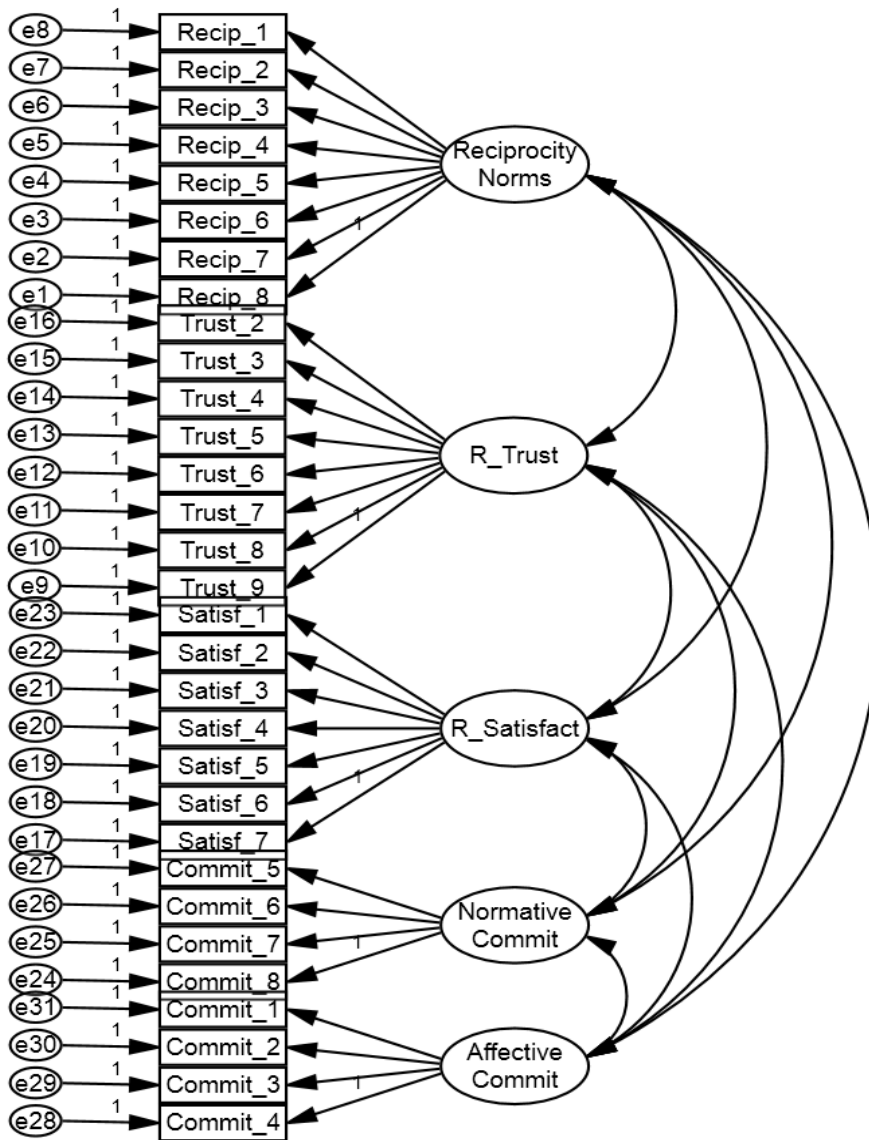 e8 1 Recip_1
e7 1 Recip_2
e6 1 Recip_3
e5 1 Recip_4
e4 1 Recip_5
e3 1 Recip_6
e2 1 Recip_7
e1 1 Recip_8
Reciprocity
Norms
1
e16 1 Trust_2
e15 1 Trust_3
e14 1 Trust_4
e13 1 Trust_5
e12 1 Trust_6
e11 1 Trust_7
e10 1 Trust_8
e9 1 Trust_9
R_Trust
1
e23 1 Satisf_1
e22 1 Satisf_2
e21 1 Satisf_3
e20 1 Satisf_4
e19 1 Satisf_5
e18 1 Satisf_6
e17 1 Satisf_7
R_Satisfact
1
e27 1 Commit_5
e26 1 Commit_6
e25 1 Commit_7
e24 1 Commit_8
Normative
Commit
1
e31 1 Commit_1
e30 1 Commit_2
e29 1 Commit_3
e28 1 Commit_4
Affective
Commit
1